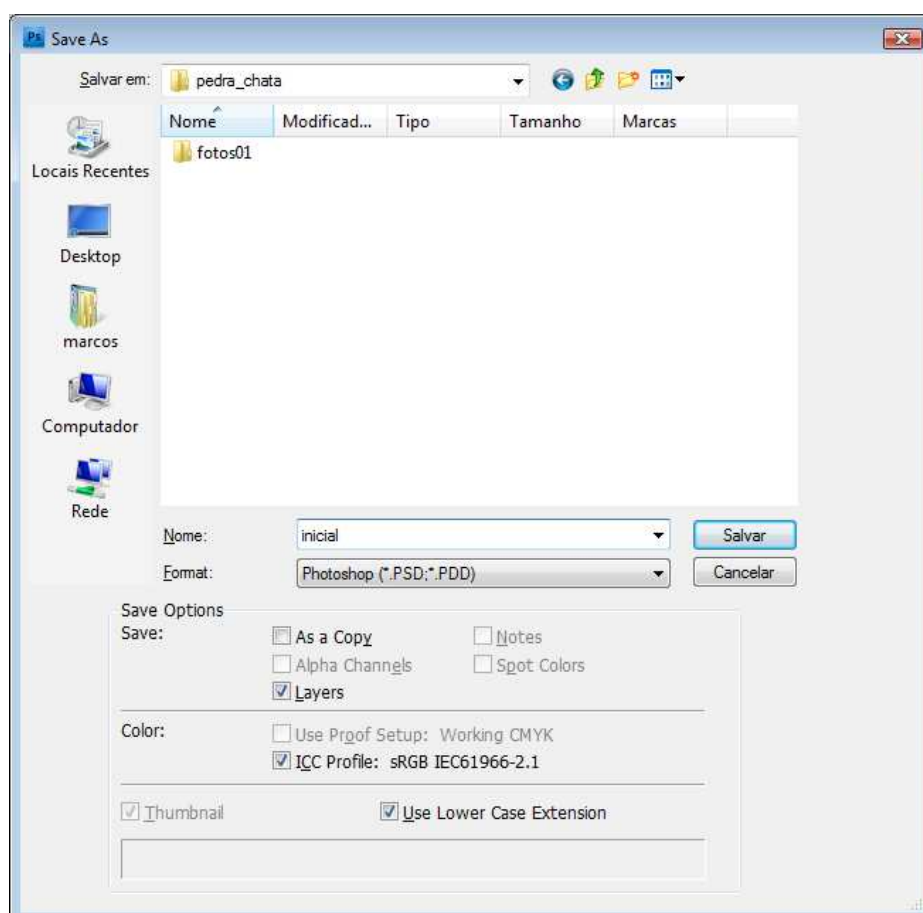 Ps Save As
Salvar em: pedra_chata
Nome Modificad... Tipo Tamanho Marcas
fotos01
Locais Recentes
Desktop
marcos
Computador
Rede
Nome: inicial Salvar
Format: Photoshop (*.PSD;*.PDD) Cancelar
Save Options
Save: As a Copy Notes
Alpha Channels Spot Colors
Layers
Color: Use Proof Setup: Working CMYK
ICC Profile: sRGB IEC61966-2.1
Thumbnail Use Lower Case Extension